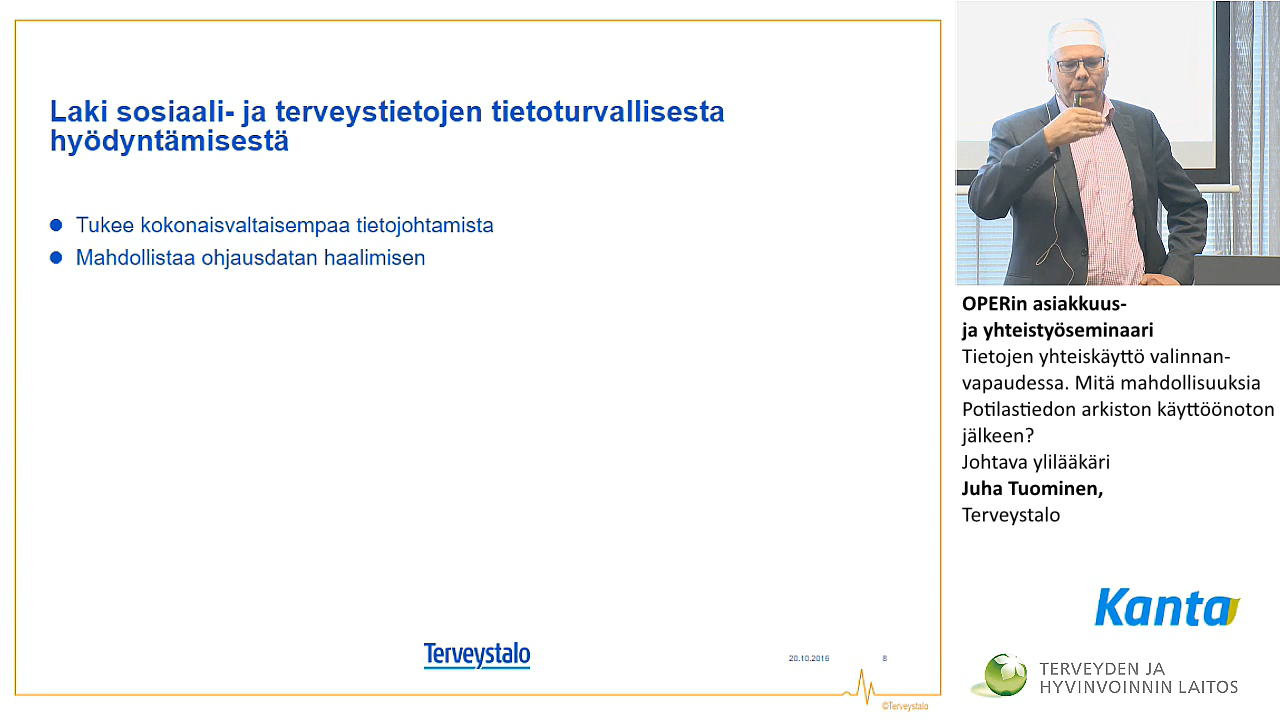 Laki sosiaali- ja terveystietojen tietoturvallisesta
hyödyntämisestä
Tukee kokonaisvaltaisempaa tietojohtamista
Mahdollistaa ohjausdatan haalimisen
Terveystalo
20.10.2016
8
©Terveystalo
OPERin asiakkuus-
ja yhteistyöseminaari
Tietojen yhteiskäyttö valinnan-
vapaudessa. Mitä mahdollisuuksia
Potilastiedon arkiston käyttöönoton
jälkeen?
Johtava ylilääkäri
Juha Tuominen,
Terveystalo
Kanta
TERVEYDEN JA
HYVINVOINNIN LAITOS